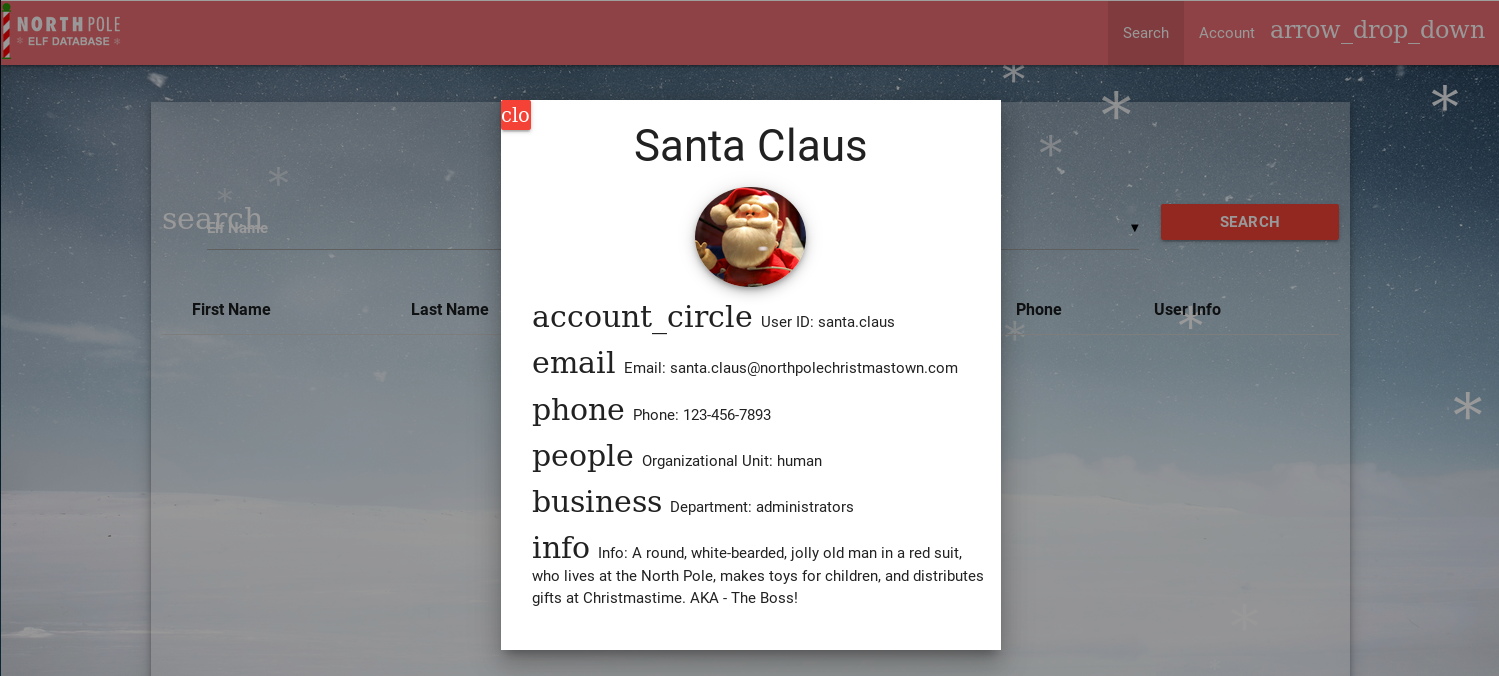 NORTH POLE
* ELF DATABASE *
Search
Account
arrow_drop_down
clo
Santa Claus
search
Elf Name
▼
SEARCH
First Name
Last Name
Phone
User Info
account_circle User ID: santa.claus
email Email: santa.claus@northpolechristmastown.com
phone Phone: 123-456-7893
people Organizational Unit: human
business Department: administrators
info Info: A round, white-bearded, jolly old man in a red suit,
who lives at the North Pole, makes toys for children, and distributes
gifts at Christmastime. AKA - The Boss!